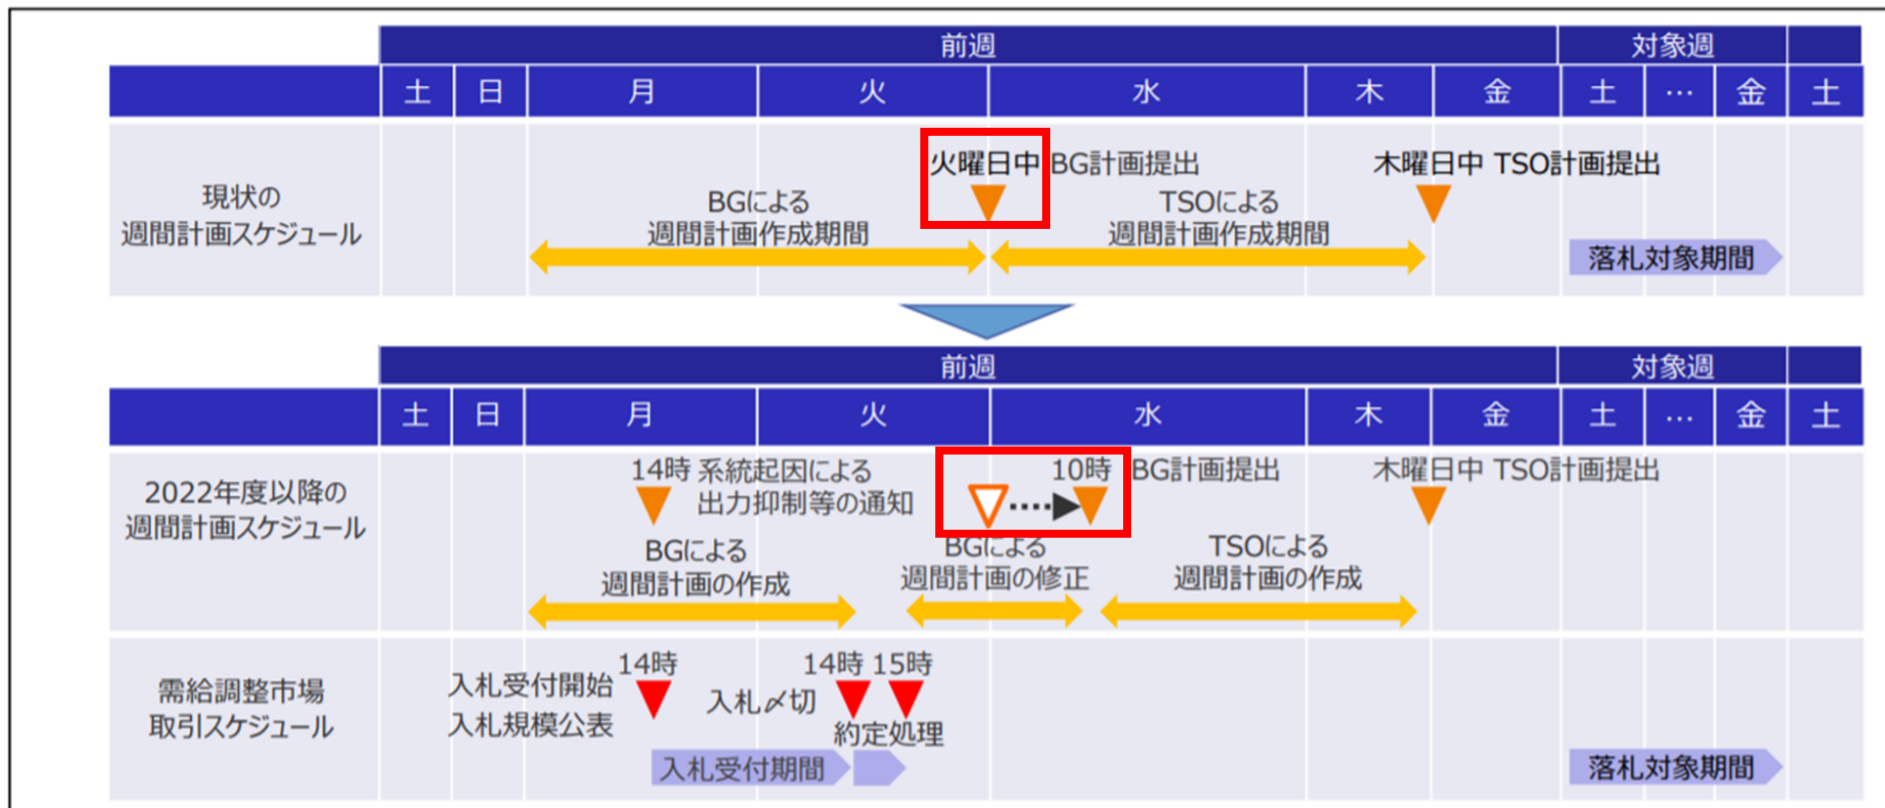 前週 対象週
土 日 月 火 水 木 金 土 … 金 土
現状の
週間計画スケジュール
火曜日中 BG計画提出
木曜日中 TSO計画提出
BGによる
週間計画作成期間
TSOによる
週間計画作成期間
落札対象期間
前週 対象週
土 日 月 火 水 木 金 土 … 金 土
2022年度以降の
週間計画スケジュール
14時 系統起因による
出力抑制等の通知
10時 BG計画提出
木曜日中 TSO計画提出
BGによる
週間計画の作成
BGによる
週間計画の修正
TSOによる
週間計画の作成
需給調整市場
取引スケジュール
入札受付開始
入札規模公表
14時
入札〆切
14時 15時
約定処理
入札受付期間
落札対象期間